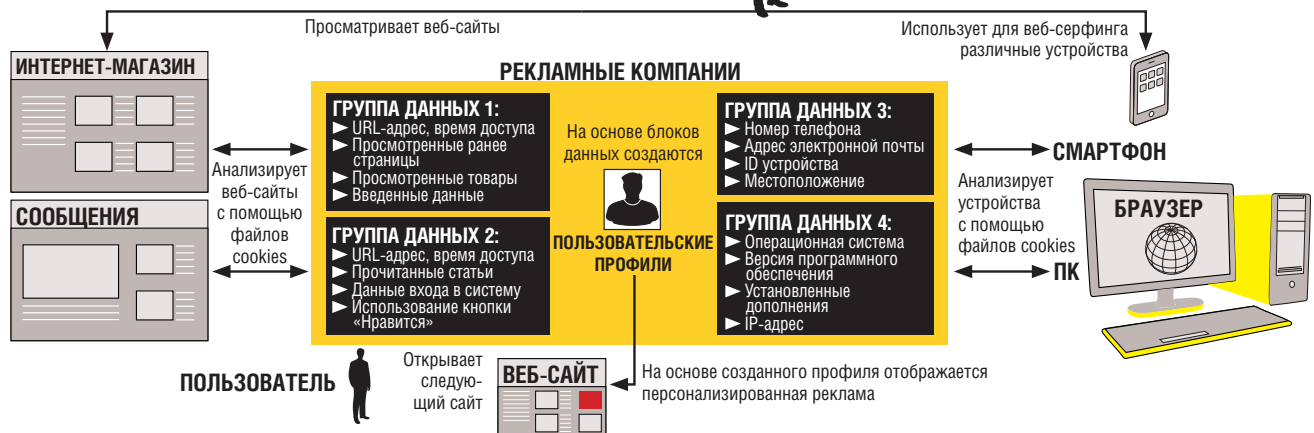 Просматривает веб-сайты
Использует для веб-серфинга
различные устройства
ИНТЕРНЕТ-МАГАЗИН
РЕКЛАМНЫЕ КОМПАНИИ
ГРУППА ДАННЫХ 1:
► URL-адрес, время доступа
► Просмотренные ранее
страницы
► Просмотренные товары
► Введенные данные
На основе блоков
данных создаются
ПОЛЬЗОВАТЕЛЬСКИЕ
ПРОФИЛИ
ГРУППА ДАННЫХ 3:
► Номер телефона
► Адрес электронной почты
► ID устройства
► Местоположение
СМАРТФОН
Анализирует
веб-сайты
с помощью
файлов
cookies
Анализирует
устройства
с помощью
файлов cookies
СООБЩЕНИЯ
ГРУППА ДАННЫХ 2:
► URL-адрес, время доступа
► Прочитанные статьи
► Данные входа в систему
► Использование кнопки
«Нравится»
ГРУППА ДАННЫХ 4:
► Операционная система
► Версия программного
обеспечения
► Установленные
дополнения
► IP-адрес
ПК
БРАУЗЕР
ПОЛЬЗОВАТЕЛЬ
Открывает
следую-
щий сайт
ВЕБ-САЙТ
На основе созданного профиля отображается
персонализированная реклама